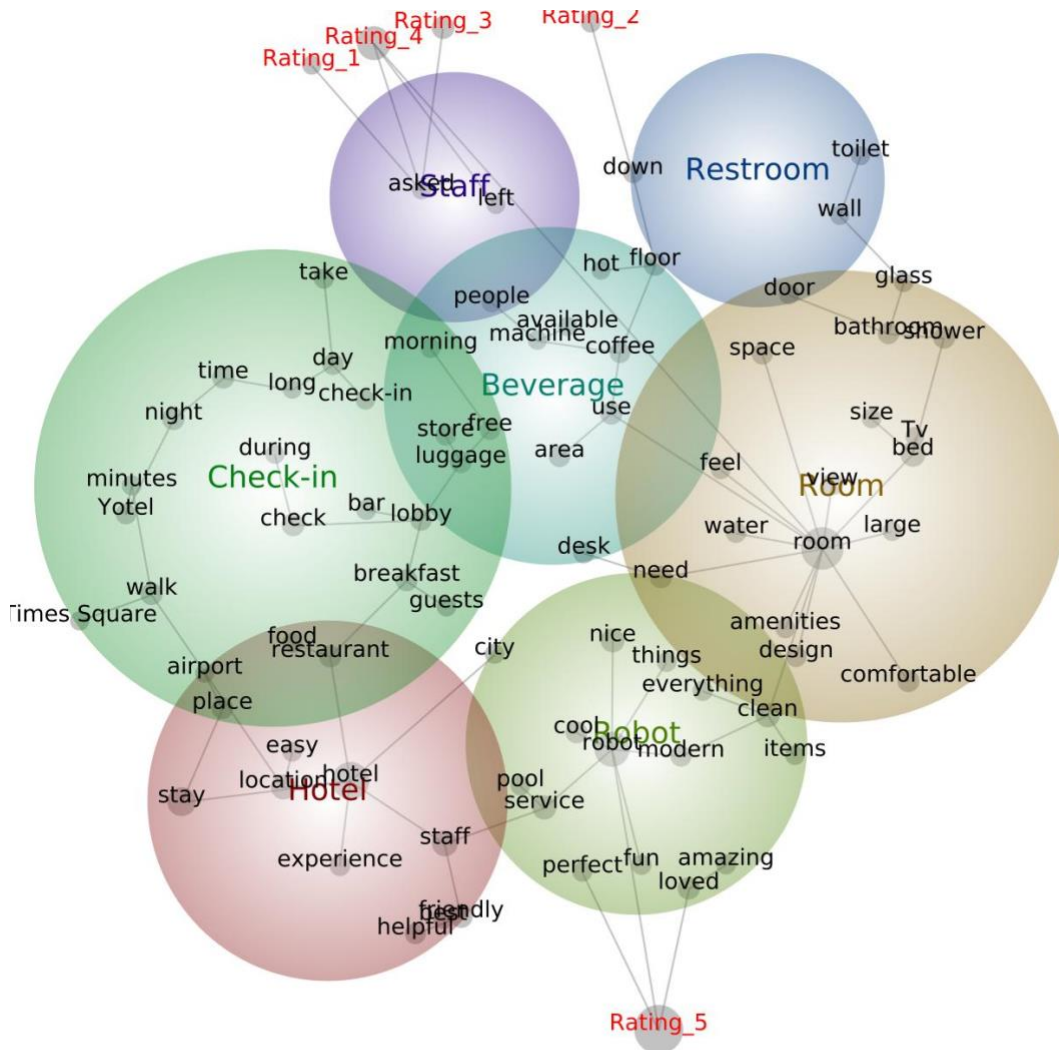 Rating_3
Rating_2
Rating_4
Rating_1
toilet
down
Restroom
asked
Staff
left
wall
take
hot
floor
glass
people
door
available
machine
bathroom
shower
morning
coffee
space
day
time
long
check-in
Beverage
night
use
size
store
free
Tv
during
luggage
area
bed
minutes
Check-in
feel
view
Room
Yotel
bar
check
lobby
water
large
desk
room
breakfast
need
walk
guests
Times Square
amenities
food
nice
restaurant
city
things
design
airport
everything
comfortable
place
clean
easy
cool
Robot
robot
modern
items
location
hotel
Hotel
pool
stay
service
staff
experience
perfect
fun
amazing
loved
friendly
best
helpful
Rating_5